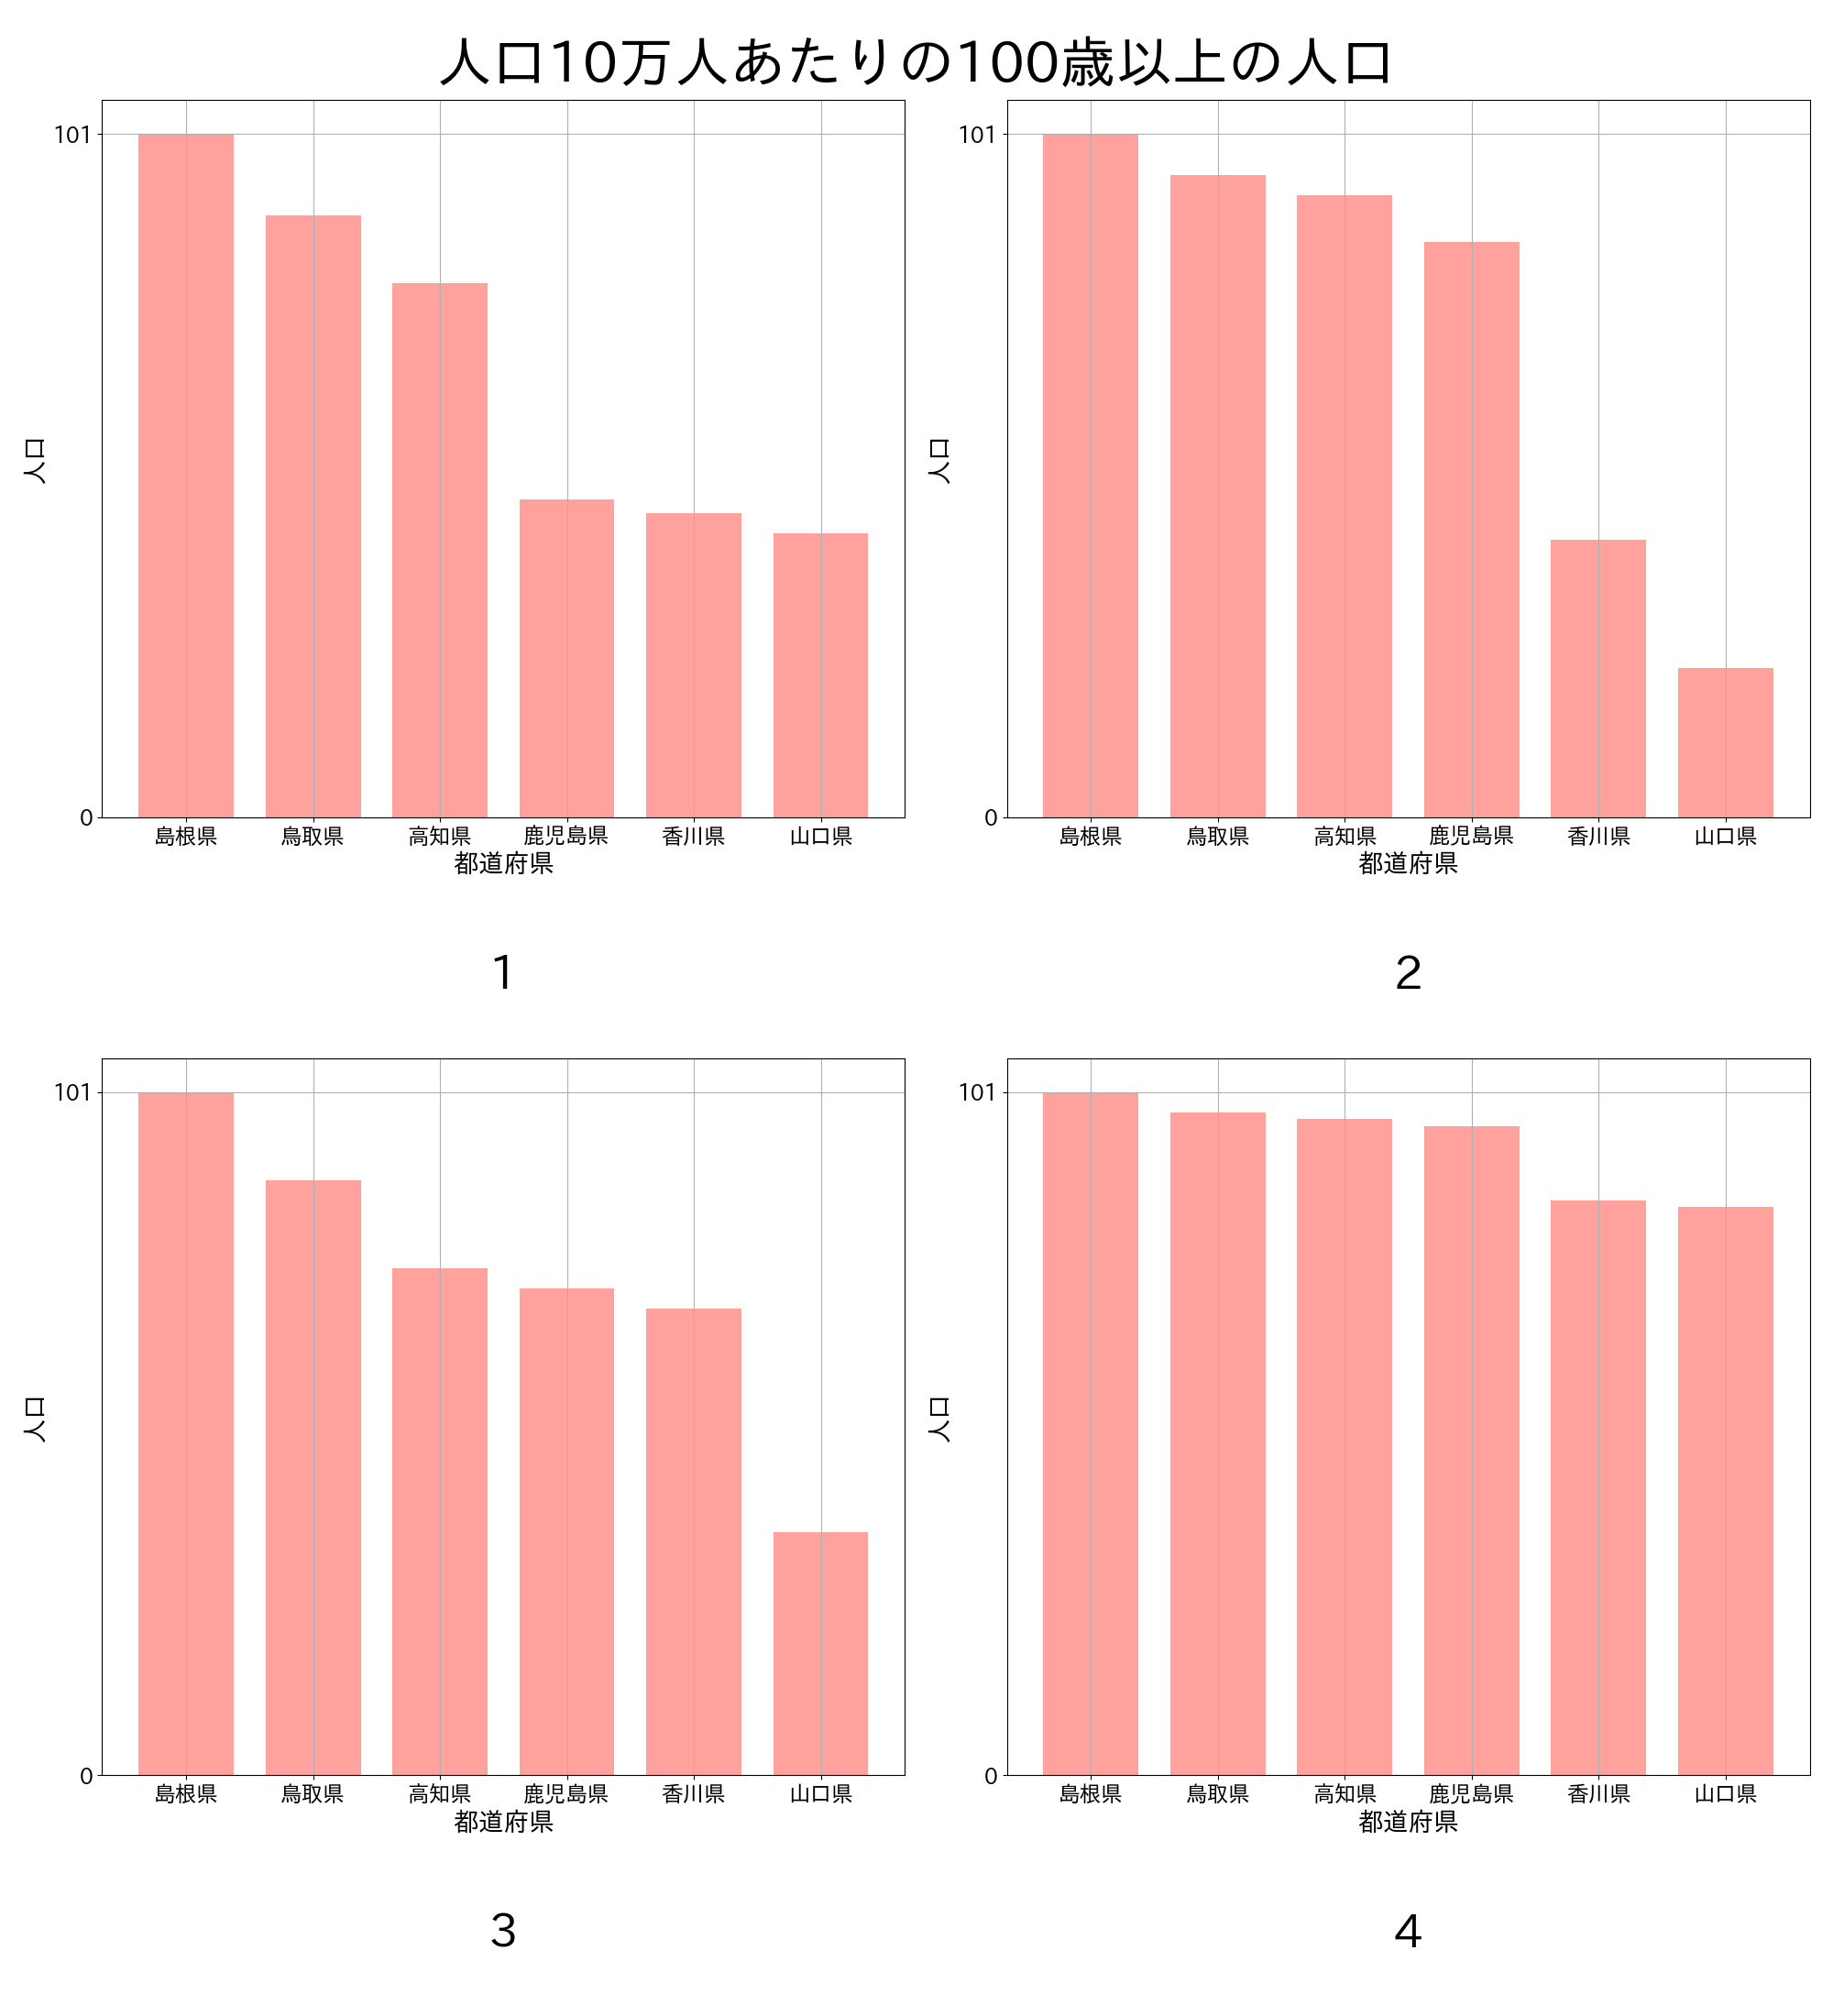 人口10万人あたりの100歳以上の人口
101
0
人口
島根県 鳥取県 高知県 鹿児島県 香川県 山口県
都道府県
1
101
0
人口
島根県 鳥取県 高知県 鹿児島県 香川県 山口県
都道府県
2
101
0
人口
島根県 鳥取県 高知県 鹿児島県 香川県 山口県
都道府県
3
101
0
人口
島根県 鳥取県 高知県 鹿児島県 香川県 山口県
都道府県
4